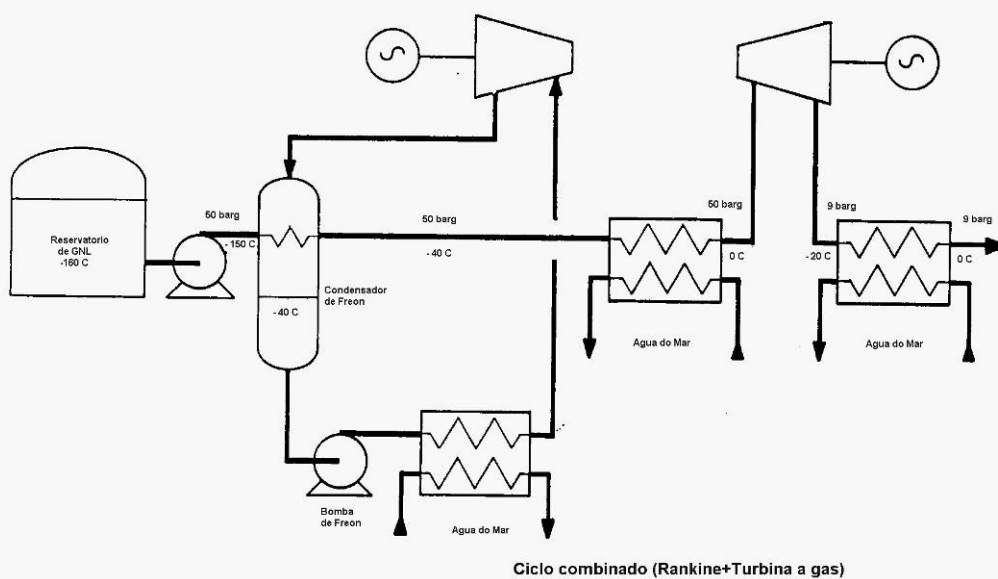 50 barg
50 barg
50 barg
9 barg
9 barg
Reservatorio
de GNL
-160 C
- 150 C
- 40 C
0 C
-20 C
0 C
Condensador
de Freon
- 40 C
Agua do Mar
Agua do Mar
Bomba
de Freon
Agua do Mar
Ciclo combinado (Rankine+Turbina a gas)